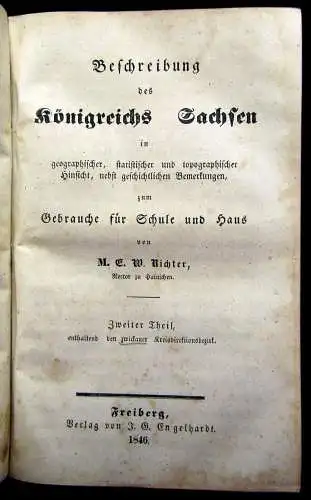 Beschreibung
des
Königreichs Sachsen
in
geographischer, statistischer und topographischer
Hinsicht, nebst geschichtlichen Bemerkungen,
zum
Gebrauche für Schule und Haus
von
M. E. W. Richter,
Rector zu Hainichen.
Zweiter Theil,
enthaltend den zwickauer Kreisdirektionsbezirk.
Freiberg,
Verlag von J. G. Engelhardt.
1846.